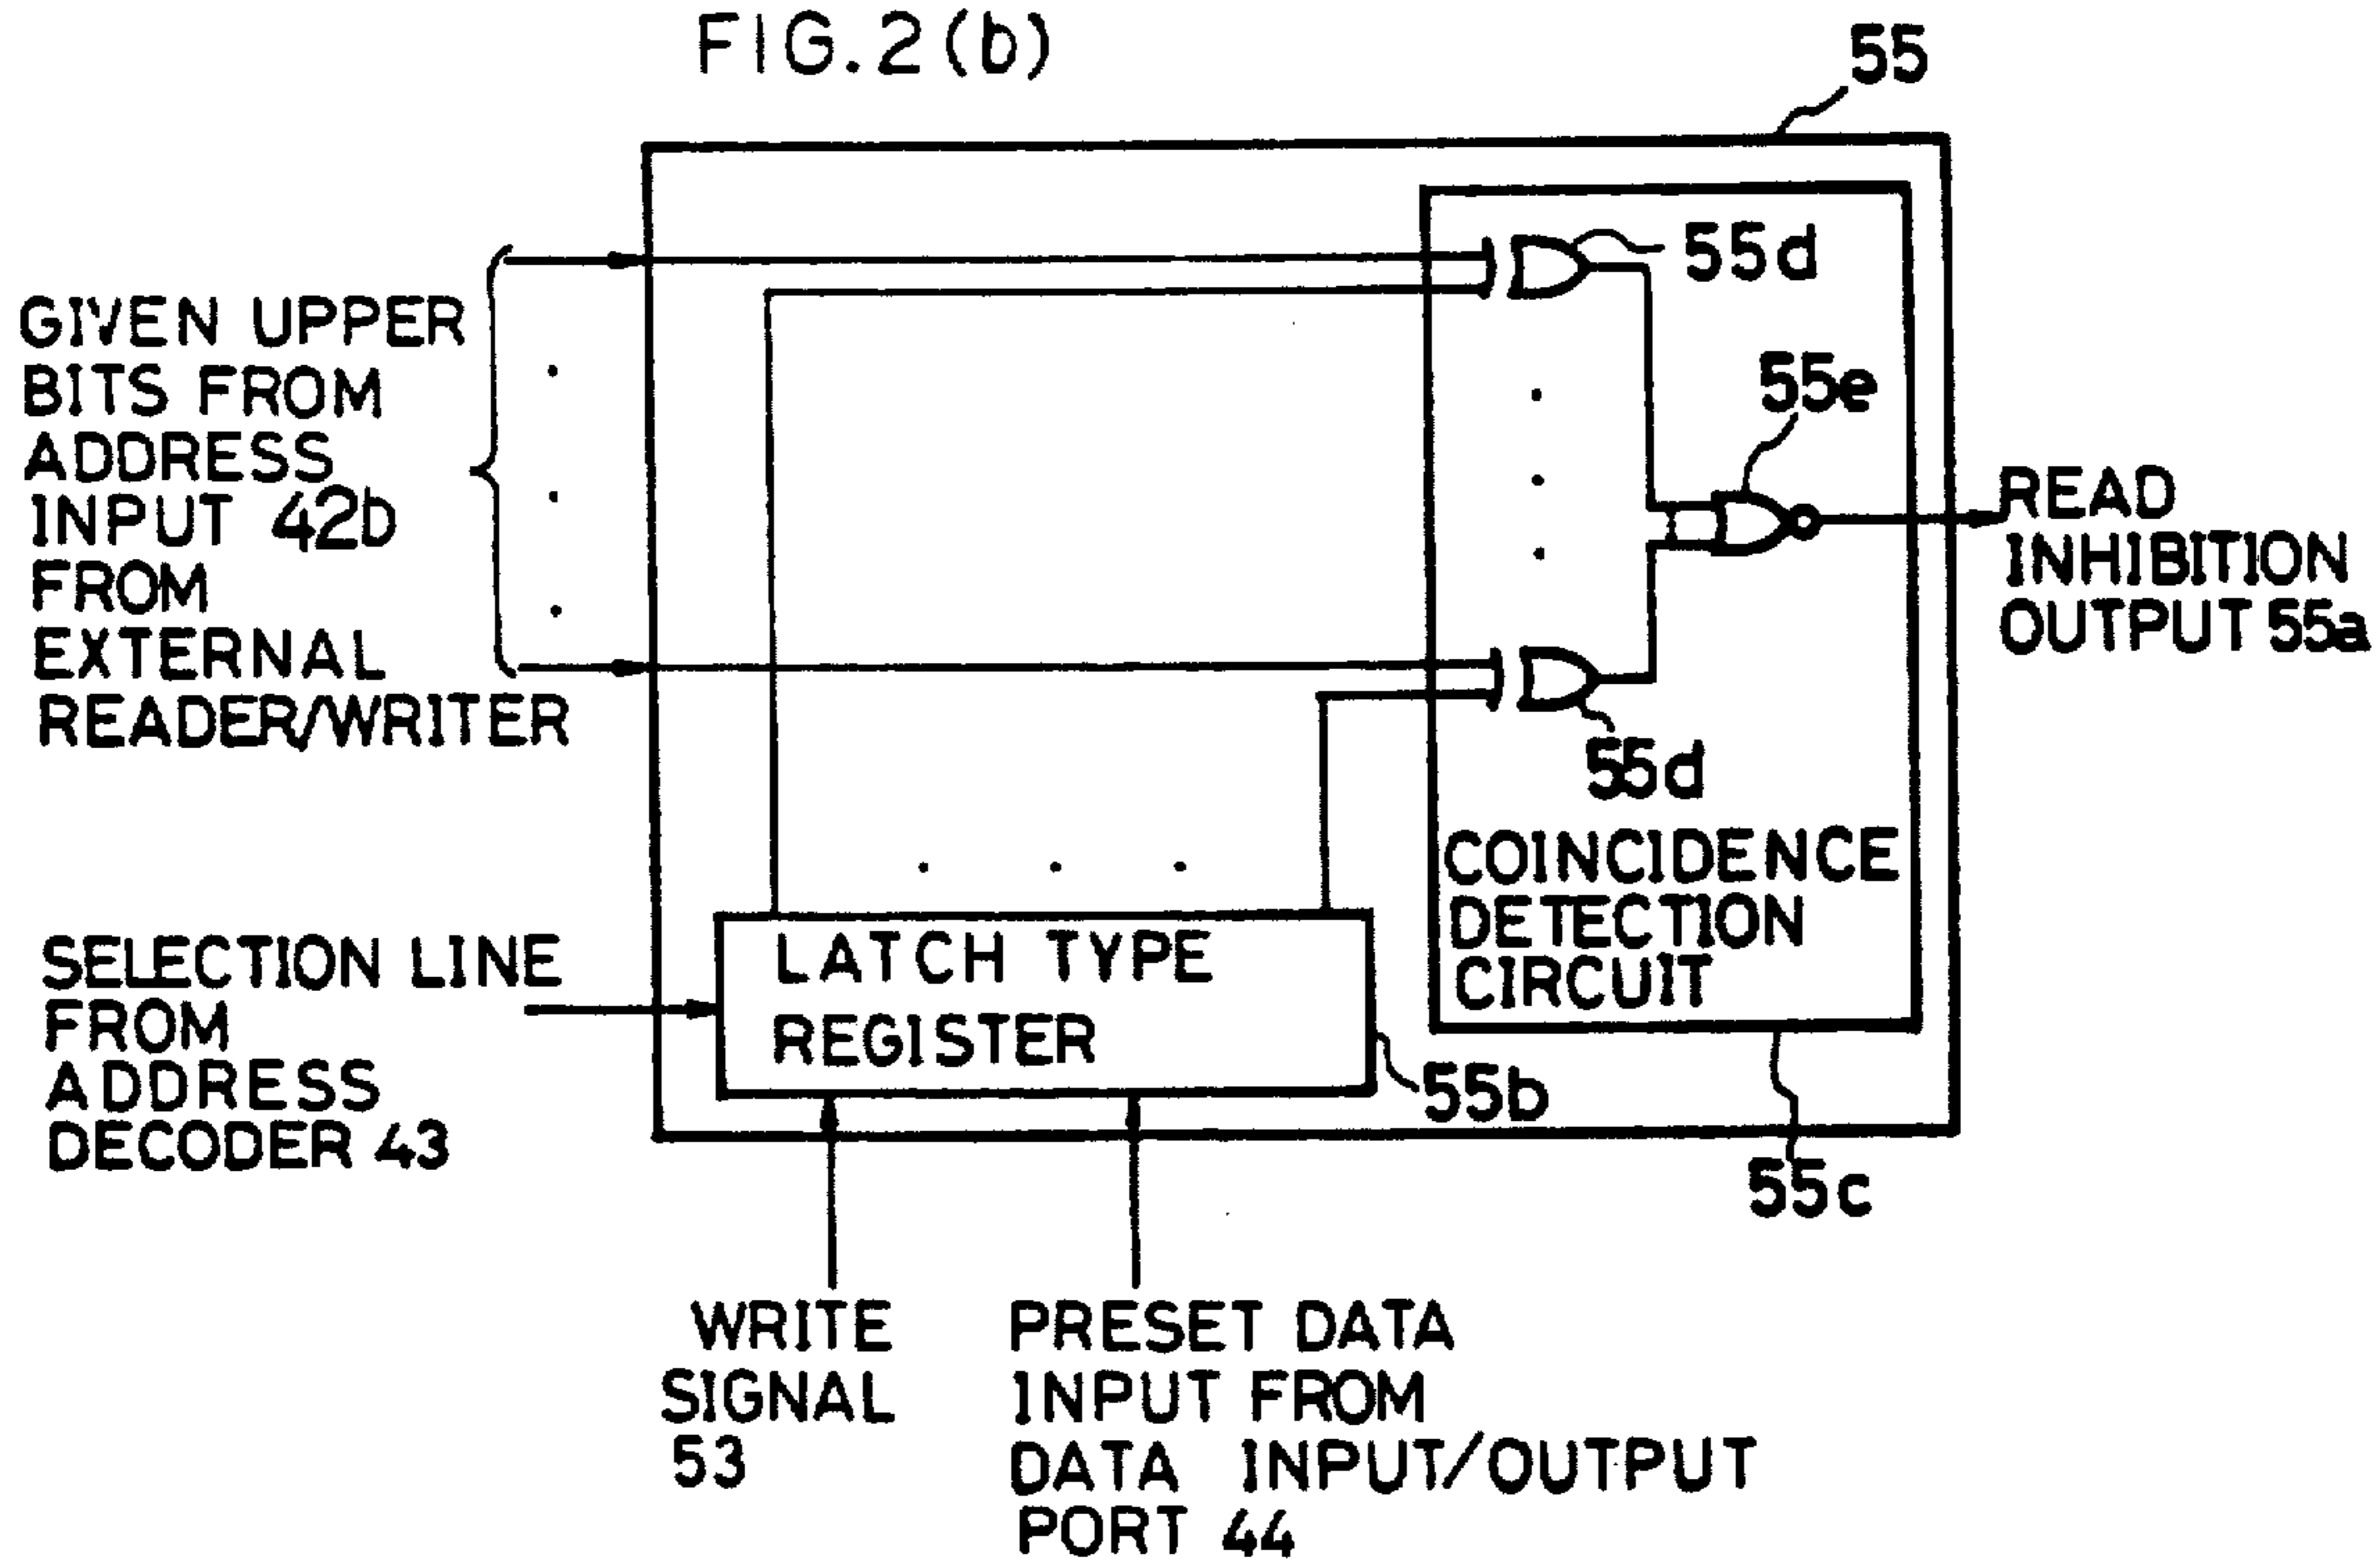 FIG.2(b)
55
GIVEN UPPER
BITS FROM
ADDRESS
INPUT 42b
FROM
EXTERNAL
READER/WRITER
55d
55e
READ
INHIBITION
OUTPUT 55a
55d
COINCIDENCE
DETECTION
CIRCUIT
SELECTION LINE
FROM
ADDRESS
DECODER 43
LATCH TYPE
REGISTER
55b
55c
WRITE
SIGNAL
53
PRESET DATA
INPUT FROM
DATA INPUT/OUTPUT
PORT 44